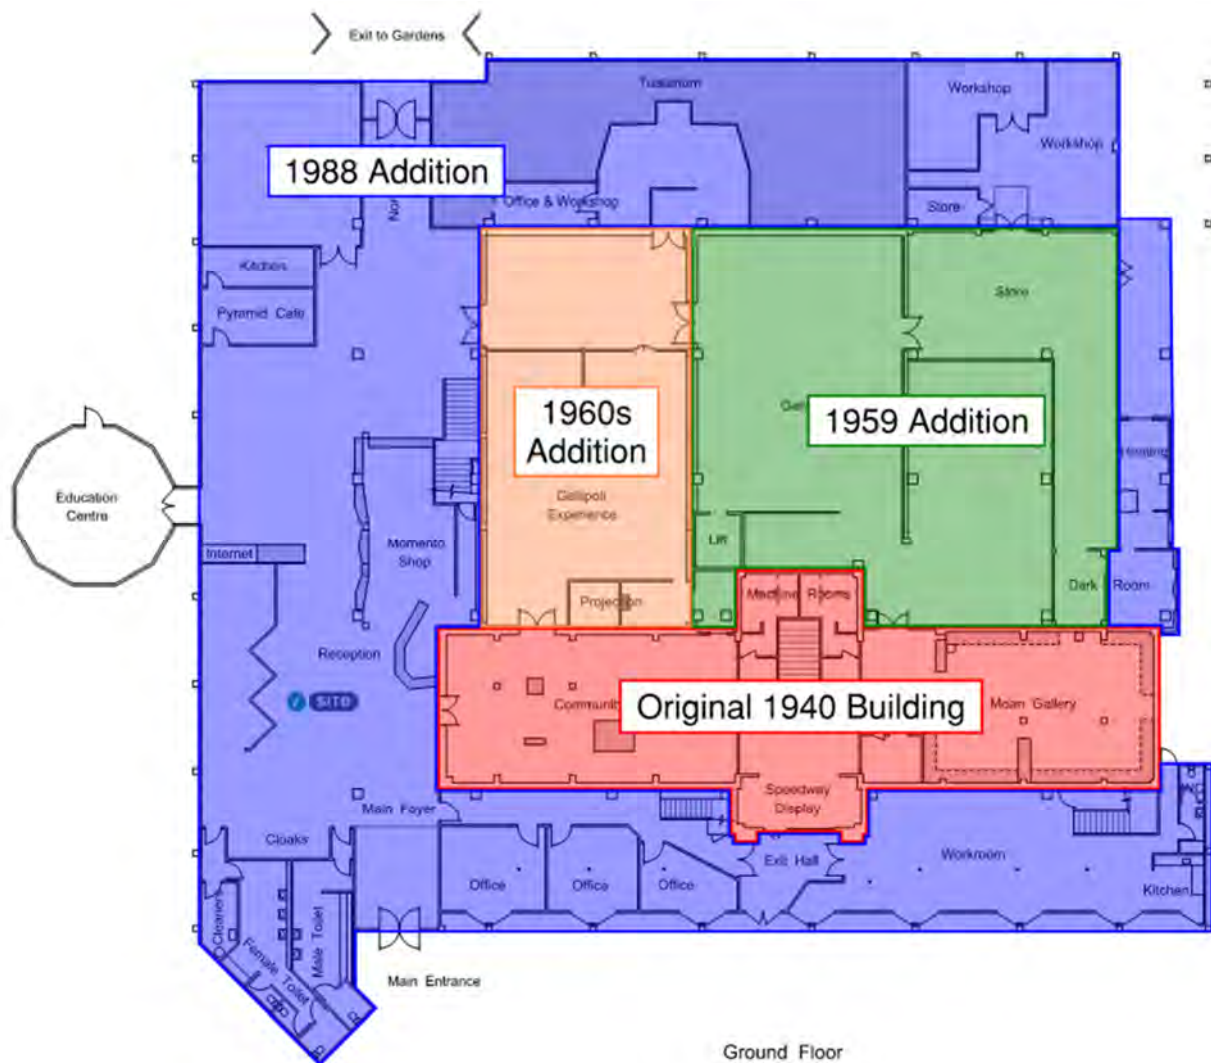 Exit to Gardens
Tuatarium
Workshop
Workshop
1988 Addition
Office & Workshop
Store
Kitchen
Pyramid Cafe
Store
1960s
Addition
1959 Addition
Education
Centre
Gallipoli
Experience
Momento
Shop
Internet
Lift
Dark
Room
Projection
Machine
Rooms
Reception
i SITE
Community
Original 1940 Building
Moan Gallery
Speedway
Display
Main Foyer
Cloaks
Exit Hall
Workroom
Office
Office
Office
Kitchen
Cleaners
Female Toilet
Male Toilet
Main Entrance
Ground Floor